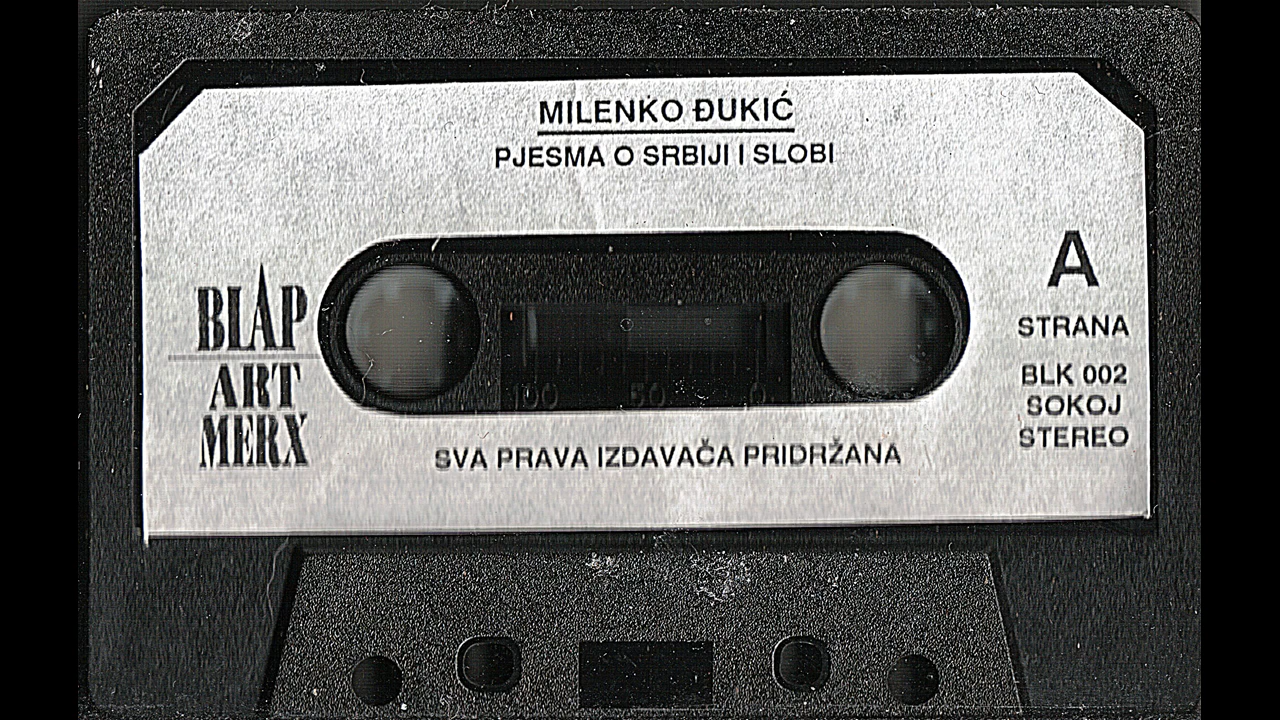 MILENKO ĐUKIĆ
PJESMA O SRBIJI I SLOBI
A
STRANA
BLK 002
SOKOJ
STEREO
BLAP
ART
MERX
100 50 0
SVA PRAVA IZDAVAČA PRIDRŽANA